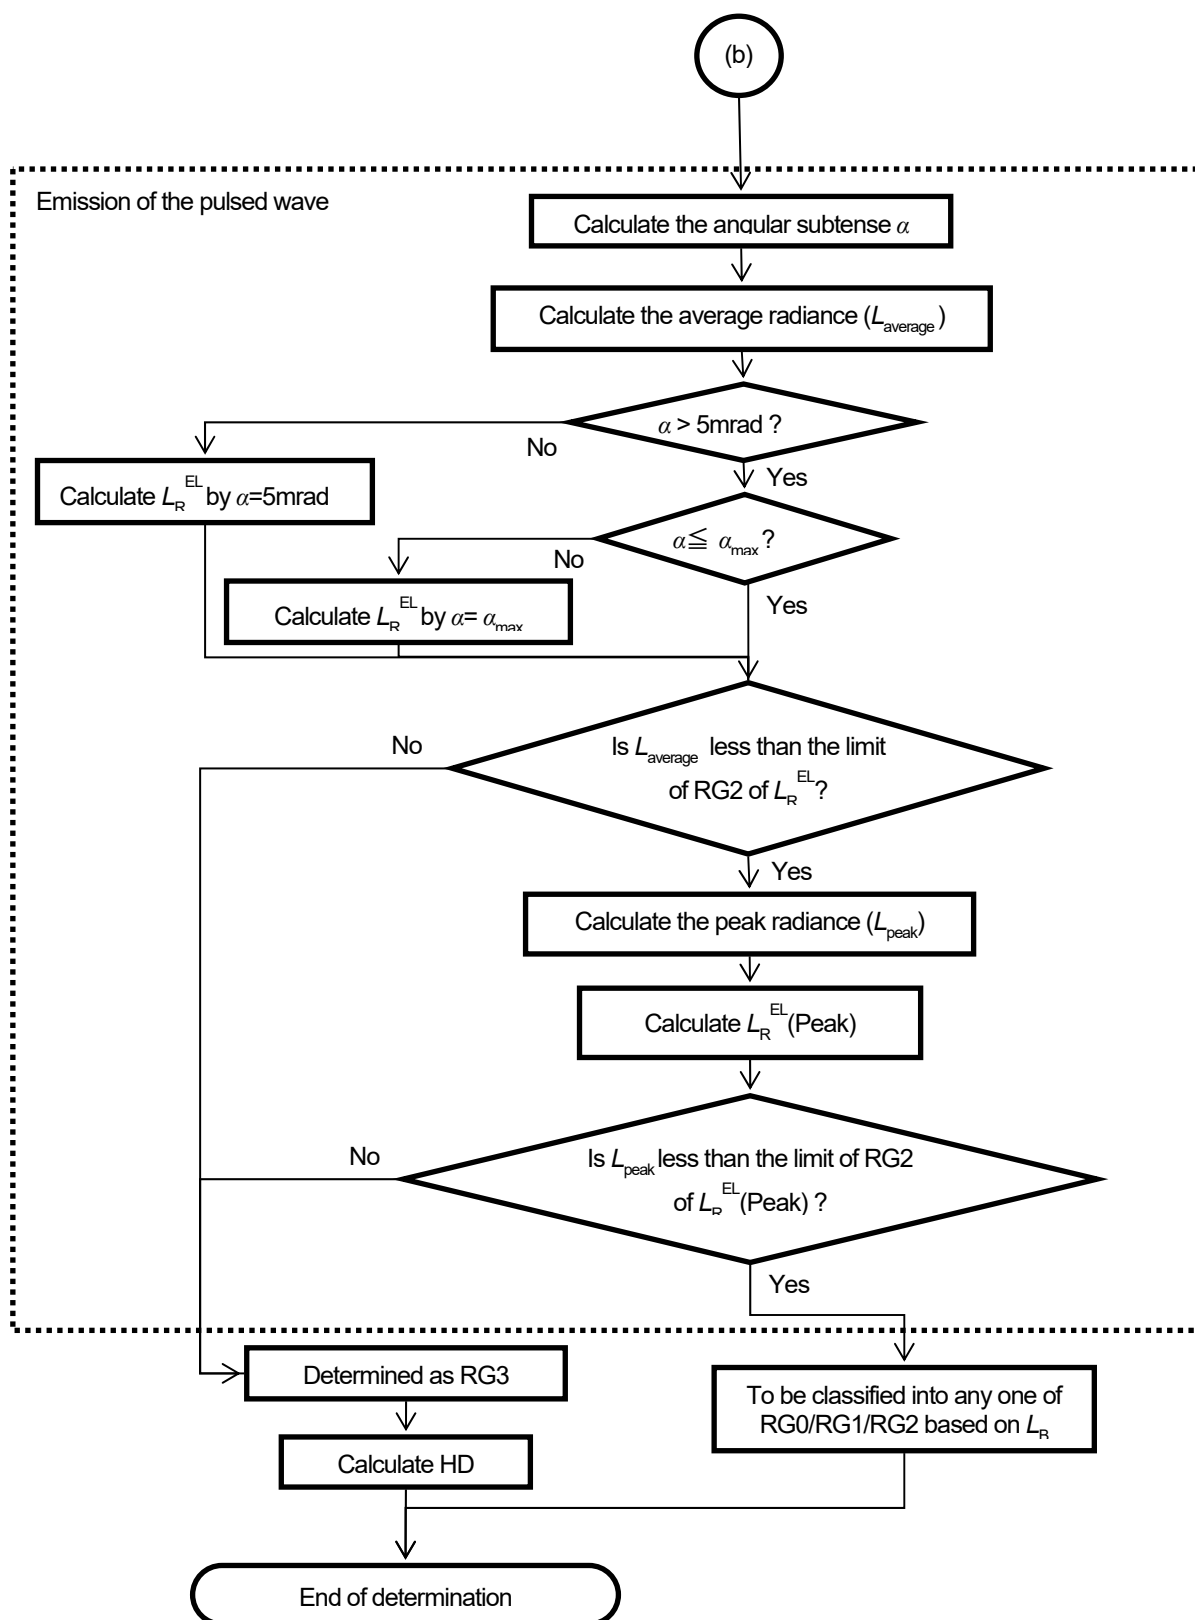 (b)
Emission of the pulsed wave
Calculate the angular subtense α
Calculate the average radiance (Laverage)
α > 5mrad ?
No
Yes
Calculate LR^EL by α=5mrad
α≦ αmax?
No
Yes
Calculate LR^EL by α= αmax
Is Laverage less than the limit
of RG2 of LR^EL?
No
Yes
Calculate the peak radiance (Lpeak)
Calculate LR^EL(Peak)
Is Lpeak less than the limit of RG2
of LR^EL(Peak) ?
No
Yes
Determined as RG3
To be classified into any one of
RG0/RG1/RG2 based on LB
Calculate HD
End of determination